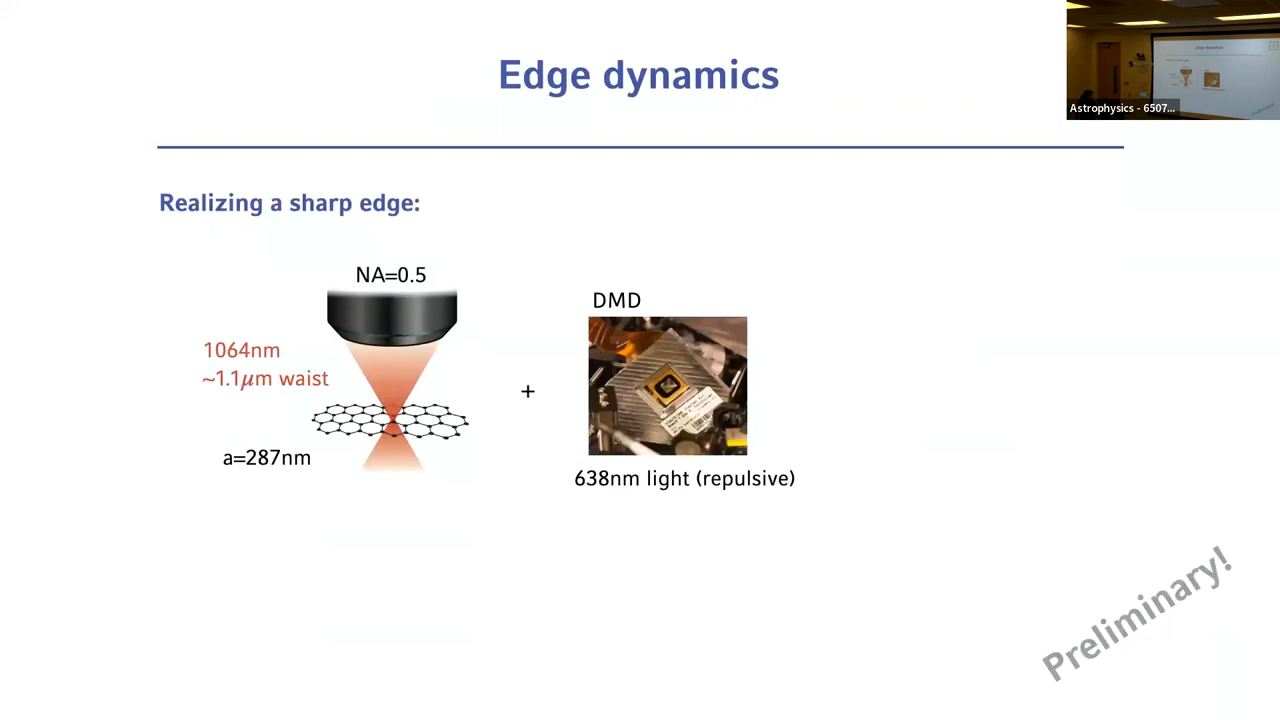 Edge dynamics
Astrophysics - 6507...
Realizing a sharp edge:
NA=0.5
1064nm
~1.1μm waist
a=287nm
+
DMD
638nm light (repulsive)
Preliminary!